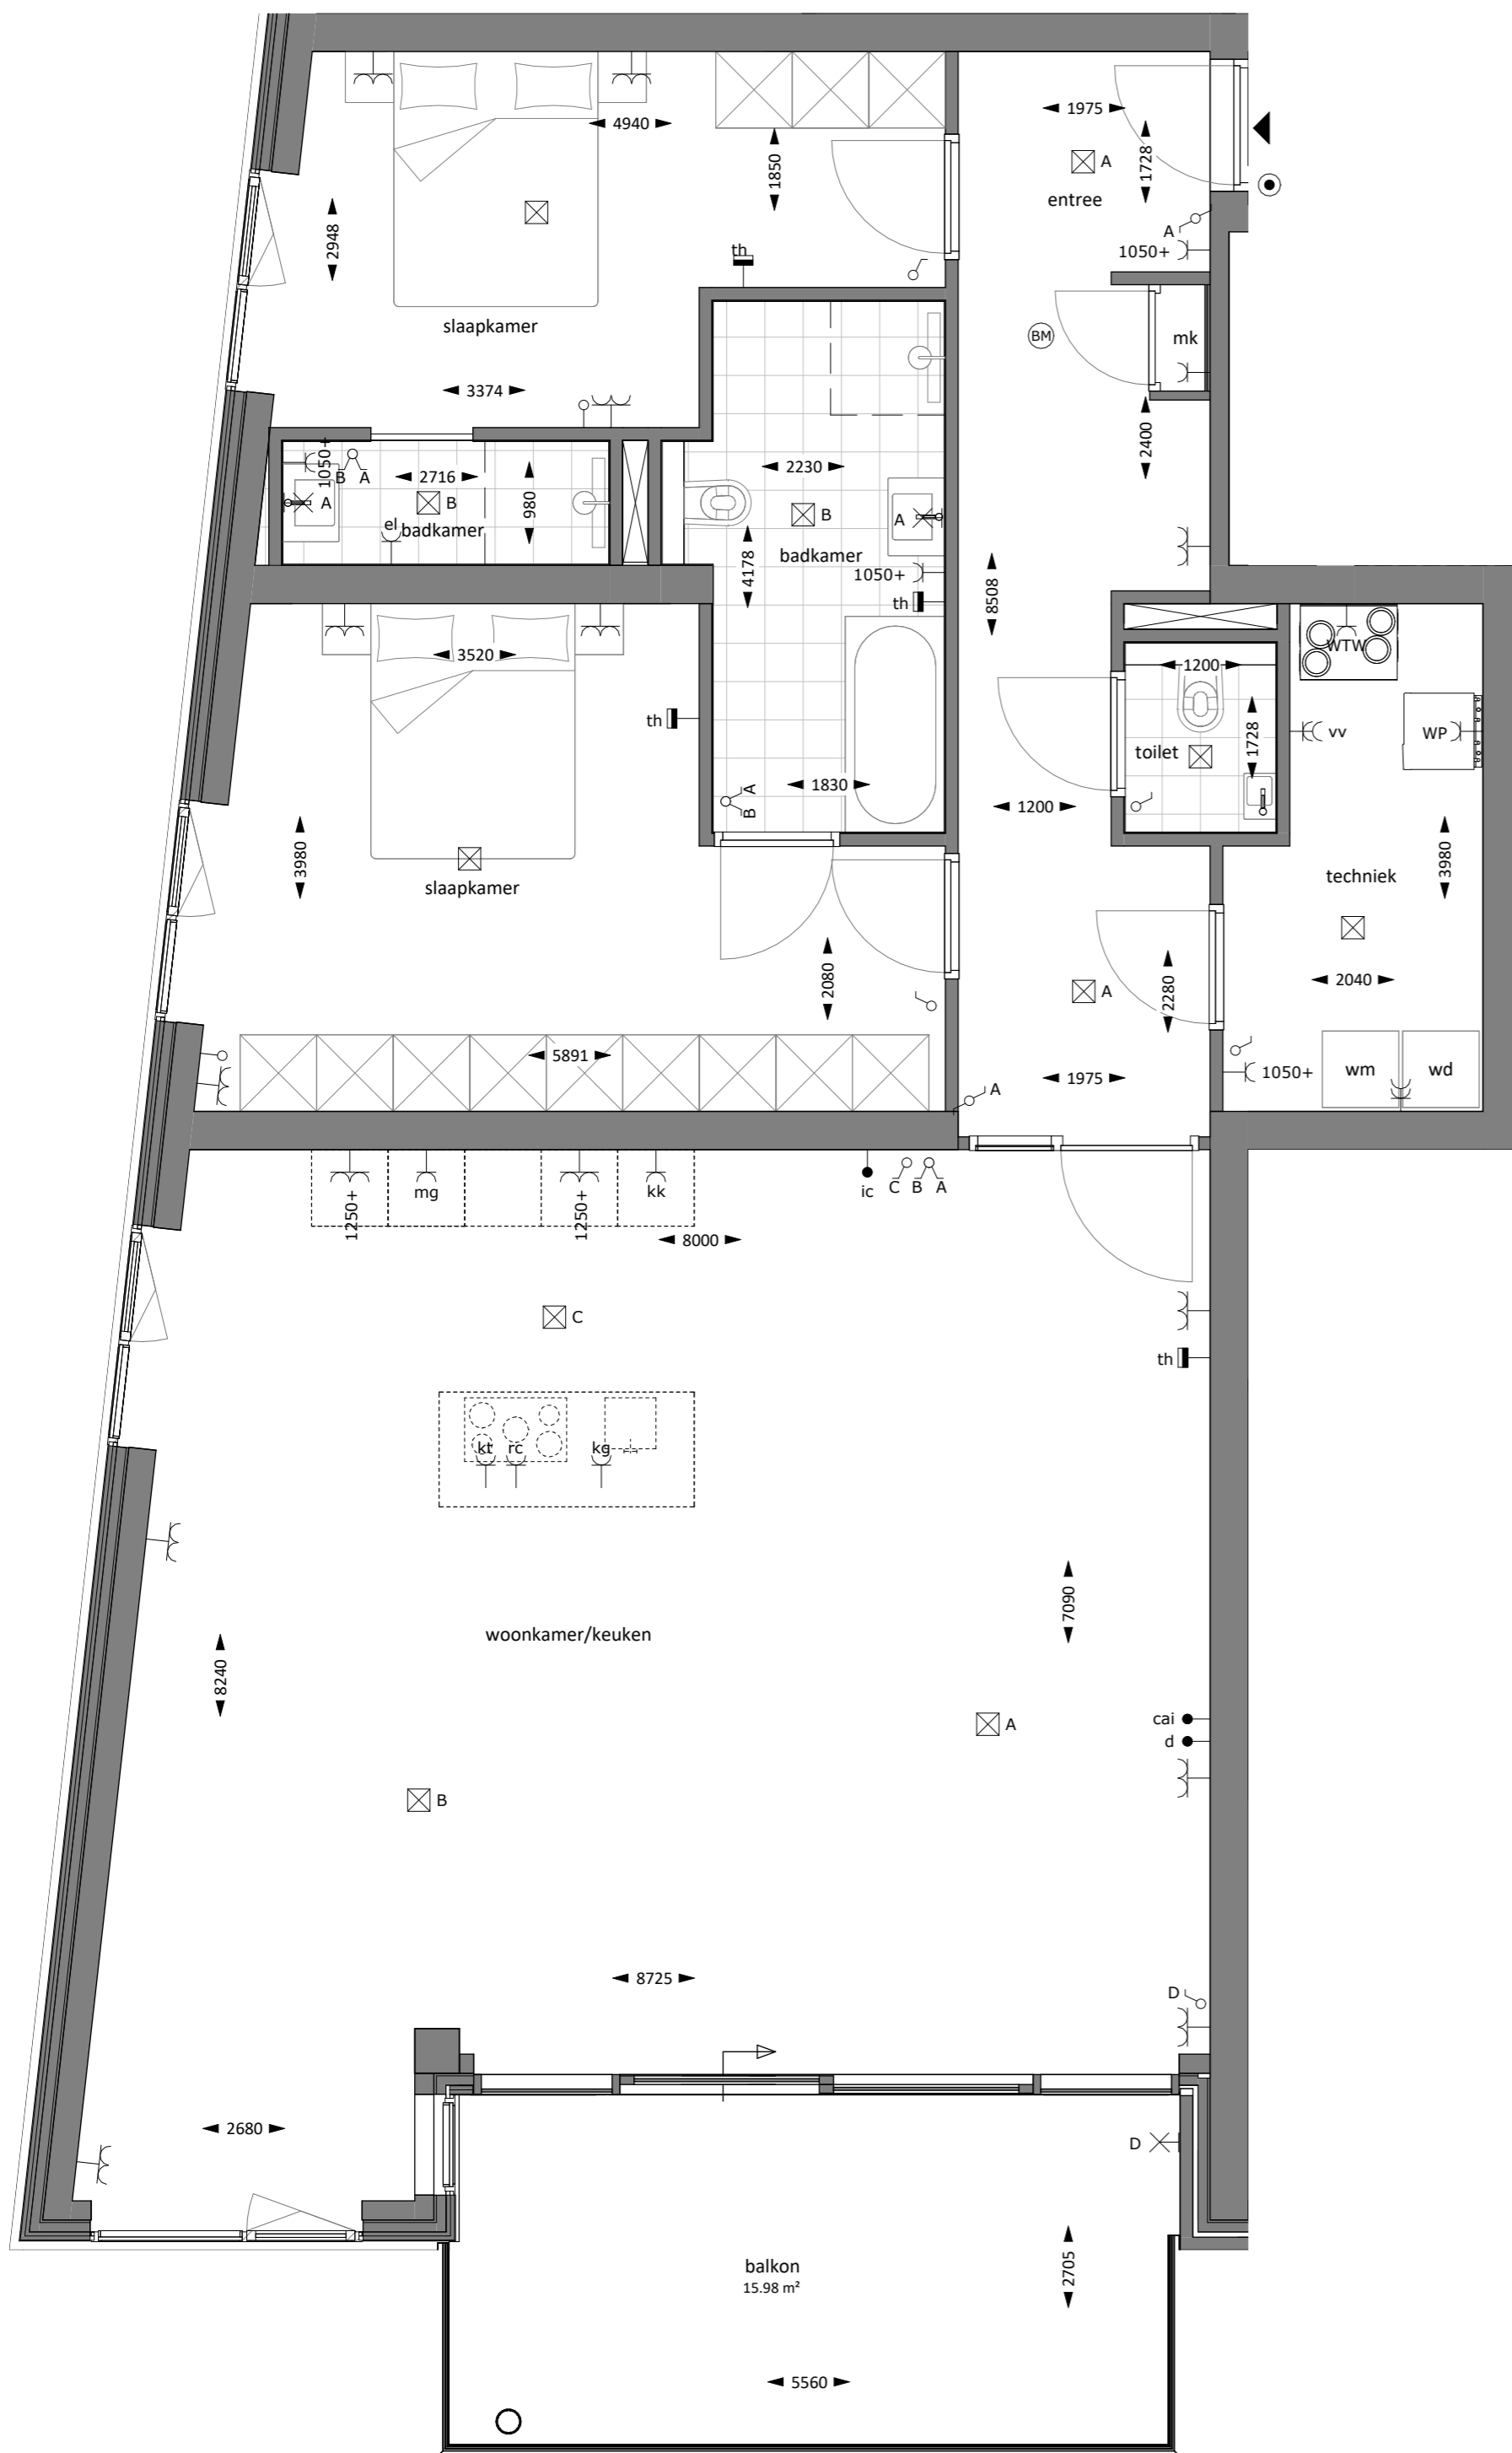 4940
1975
1850
1728
A
entree
2948
th
A
1050+
slaapkamer
BM
mk
3374
2400
1050+
B A
2716
B
980
A
el
badkamer
2230
B
A
badkamer
4178
1050+
th
8508
3520
WTW
1200
th
1728
vv
WP
toilet
1830
A
B
1200
3980
slaapkamer
3980
techniek
2080
A
2280
2040
5891
1975
1050+
wm
wd
A
1250+
mg
1250+
kk
ic
C
B
A
8000
C
th
kt
rc
kg
7090
woonkamer/keuken
8240
cai
A
d
B
8725
D
2680
D
balkon
15.98 m²
2705
5560